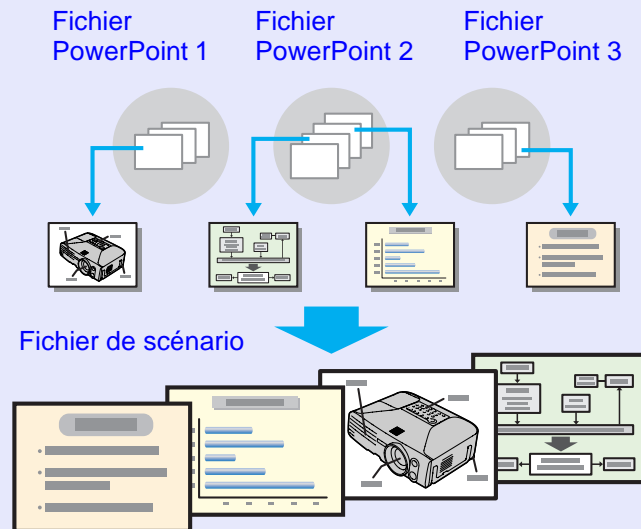 Fichier
PowerPoint 1
Fichier
PowerPoint 2
Fichier
PowerPoint 3
Fichier de scénario